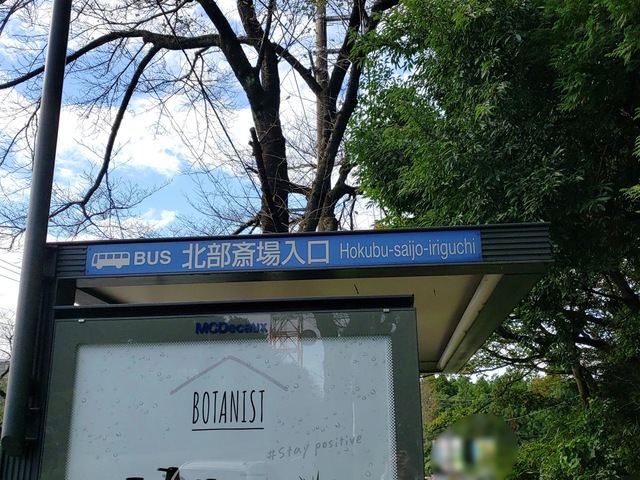 BUS 北部斎場入口 Hokubu-saijo-iriguchi
MCDecaux
BOTANIST
#Stay positive